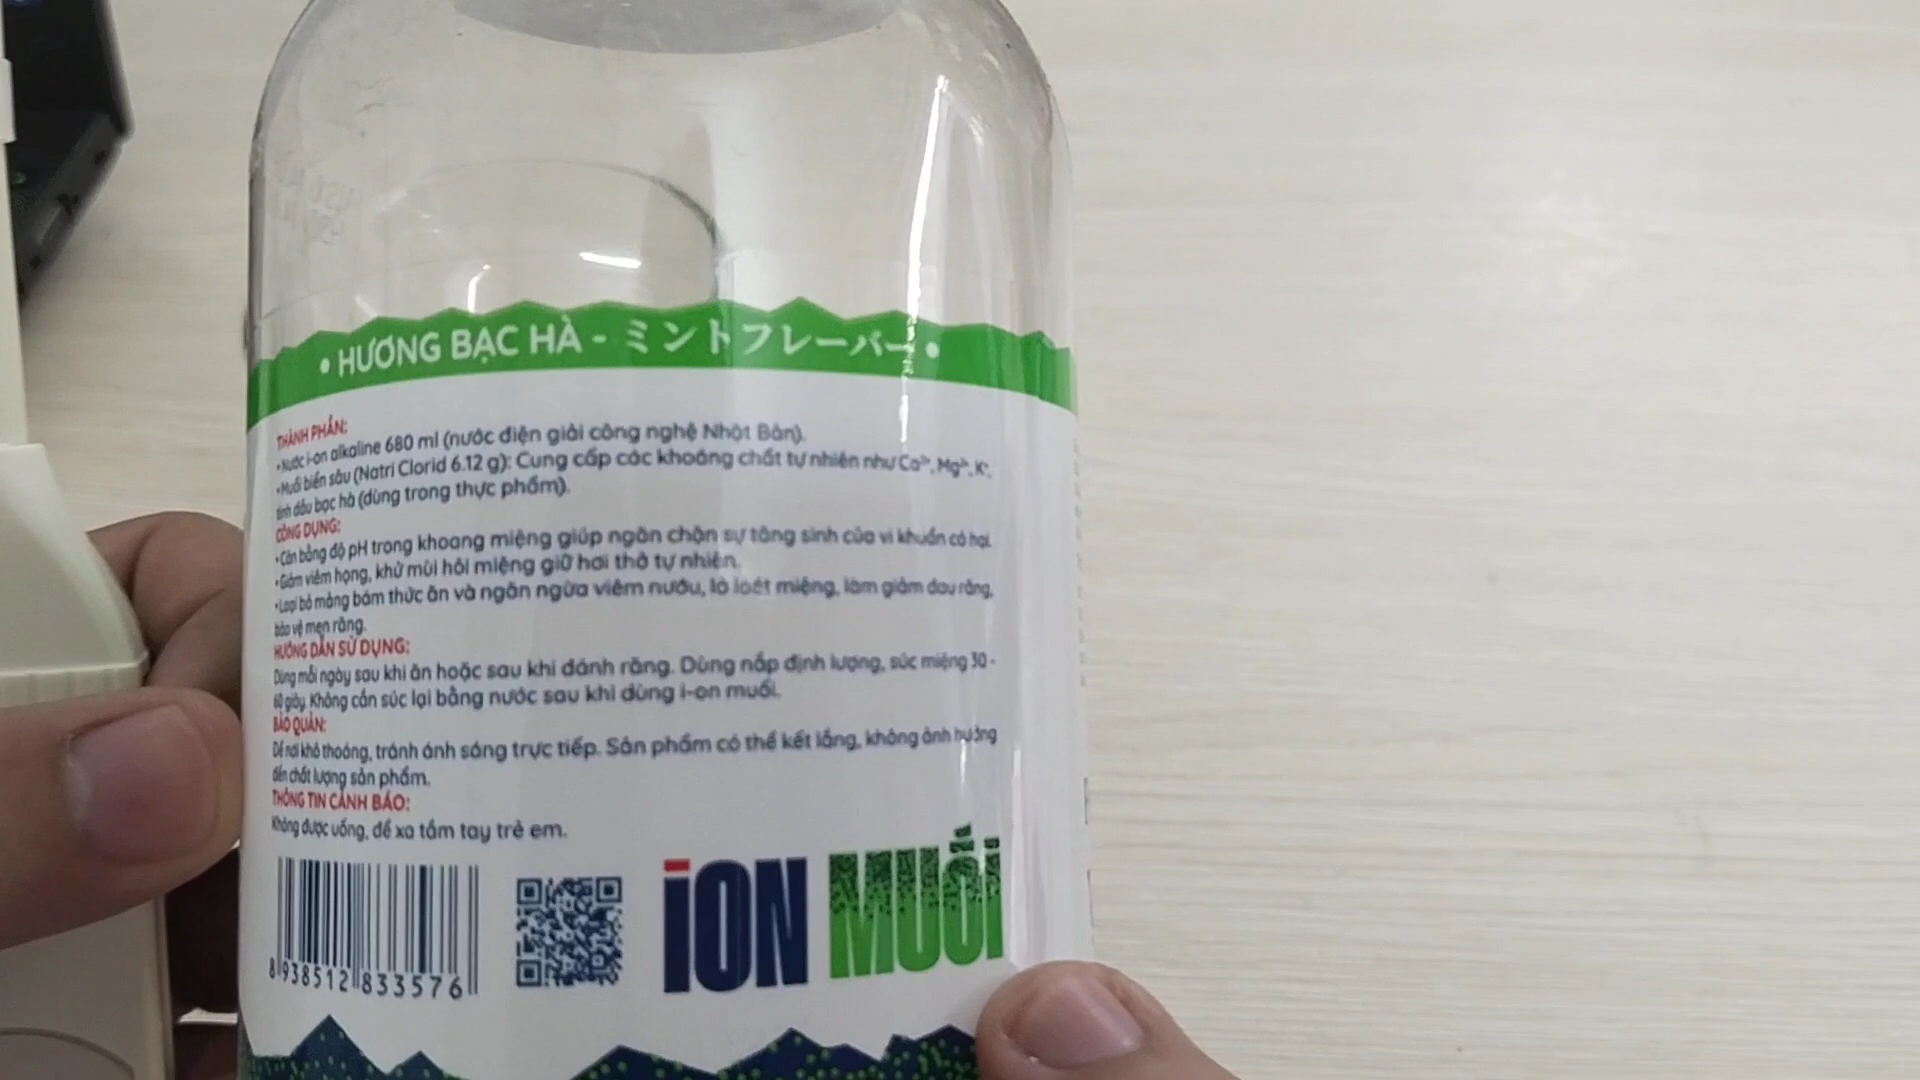 • HƯƠNG BẠC HÀ - ミントフレーバー •
THÀNH PHẦN:
•Nước i-on alkaline 680 ml (nước điện giải công nghệ Nhật Bản).
•Muối biển sâu (Natri Clorid 6.12 g): Cung cấp các khoáng chất tự nhiên như Ca²⁺, Mg²⁺, K⁺,
tinh dầu bạc hà (dùng trong thực phẩm).
CÔNG DỤNG:
•Cân bằng độ pH trong khoang miệng giúp ngăn chặn sự tăng sinh của vi khuẩn có hại.
•Giảm viêm họng, khử mùi hôi miệng giữ hơi thở tự nhiên.
•Loại bỏ mảng bám thức ăn và ngăn ngừa viêm nướu, lở loét miệng, làm giảm đau răng,
bảo vệ men răng.
HƯỚNG DẪN SỬ DỤNG:
Dùng mỗi ngày sau khi ăn hoặc sau khi đánh răng. Dùng nắp định lượng, súc miệng 30 -
60 giây. Không cần súc lại bằng nước sau khi dùng i-on muối.
BẢO QUẢN:
Để nơi khô thoáng, tránh ánh sáng trực tiếp. Sản phẩm có thể kết lắng, không ảnh hưởng
đến chất lượng sản phẩm.
THÔNG TIN CẢNH BÁO:
Không được uống, để xa tầm tay trẻ em.
iON MUỐi
8 938512 833576